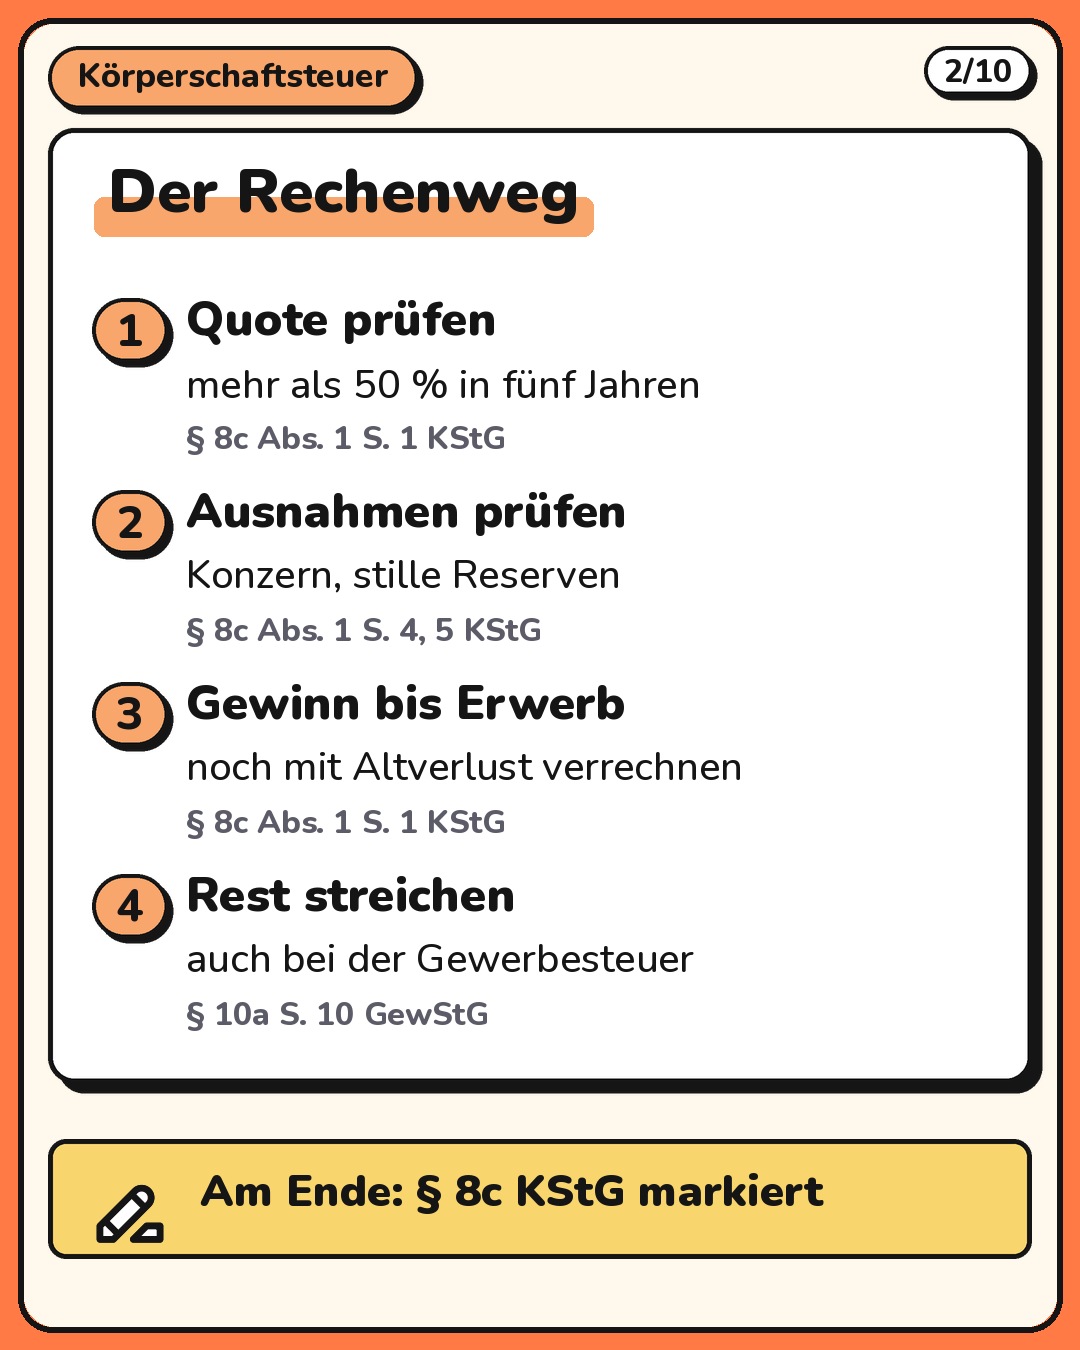 Körperschaftsteuer
2/10
Der Rechenweg
1 Quote prüfen
mehr als 50 % in fünf Jahren
§ 8c Abs. 1 S. 1 KStG
2 Ausnahmen prüfen
Konzern, stille Reserven
§ 8c Abs. 1 S. 4, 5 KStG
3 Gewinn bis Erwerb
noch mit Altverlust verrechnen
§ 8c Abs. 1 S. 1 KStG
4 Rest streichen
auch bei der Gewerbesteuer
§ 10a S. 10 GewStG
Am Ende: § 8c KStG markiert